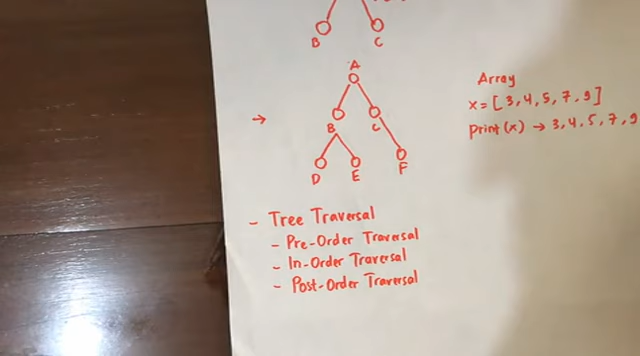 B C
A
B C
D E F
- Tree Traversal
- Pre-Order Traversal
- In-Order Traversal
- Post-Order Traversal
Array
x = [3, 4, 5, 7, 9]
print(x) → 3, 4, 5, 7, 9